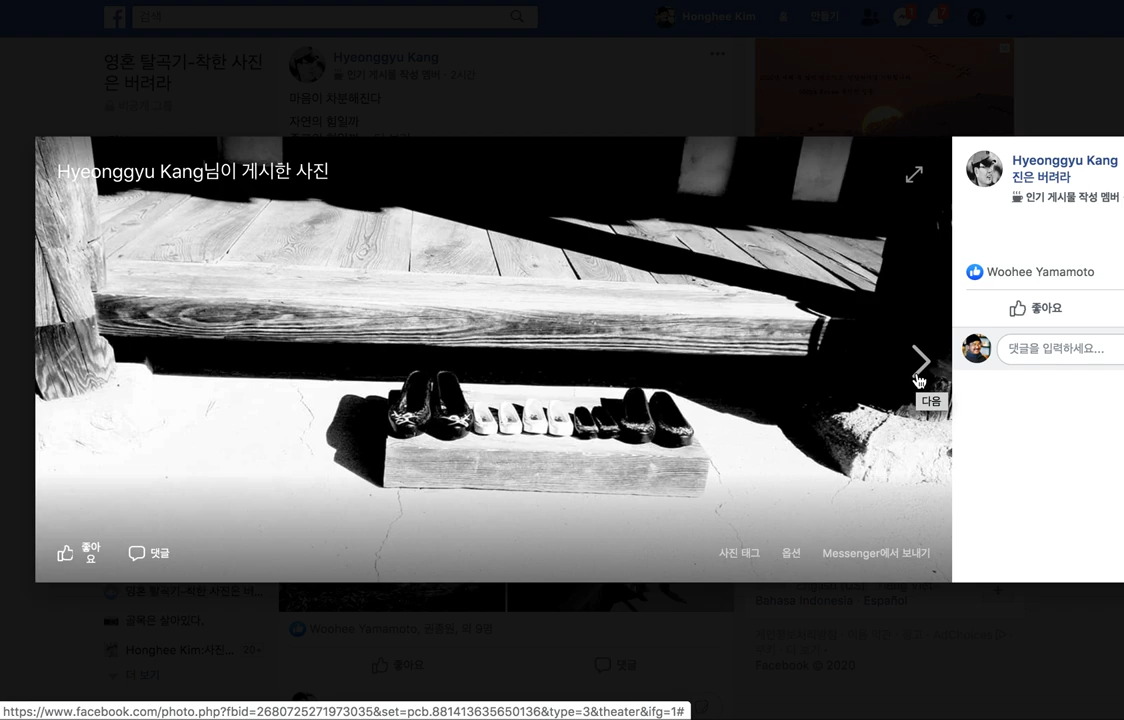 검색
Honghee Kim
홈
만들기
영혼 탈곡기-착한 사진
은 버려라
비공개 그룹
Hyeonggyu Kang
인기 게시물 작성 멤버 · 2시간
마음이 차분해진다
자연의 힘일까
Hyeonggyu Kang님이 게시한 사진
Hyeonggyu Kang
진은 버려라
인기 게시물 작성 멤버
Woohee Yamamoto
좋아요
댓글을 입력하세요...
다음
좋아
요
댓글
사진 태그
옵션
Messenger에서 보내기
영혼 탈곡기-착한 사진은 버...
골목은 살아있다,
Honghee Kim:사진... 20+
더 보기
Woohee Yamamoto, 권경원, 외 9명
좋아요
댓글
Bahasa Indonesia · Español
Facebook © 2020
https://www.facebook.com/photo.php?fbid=2680725271973035&set=pcb.881413635650136&type=3&theater&ifg=1#